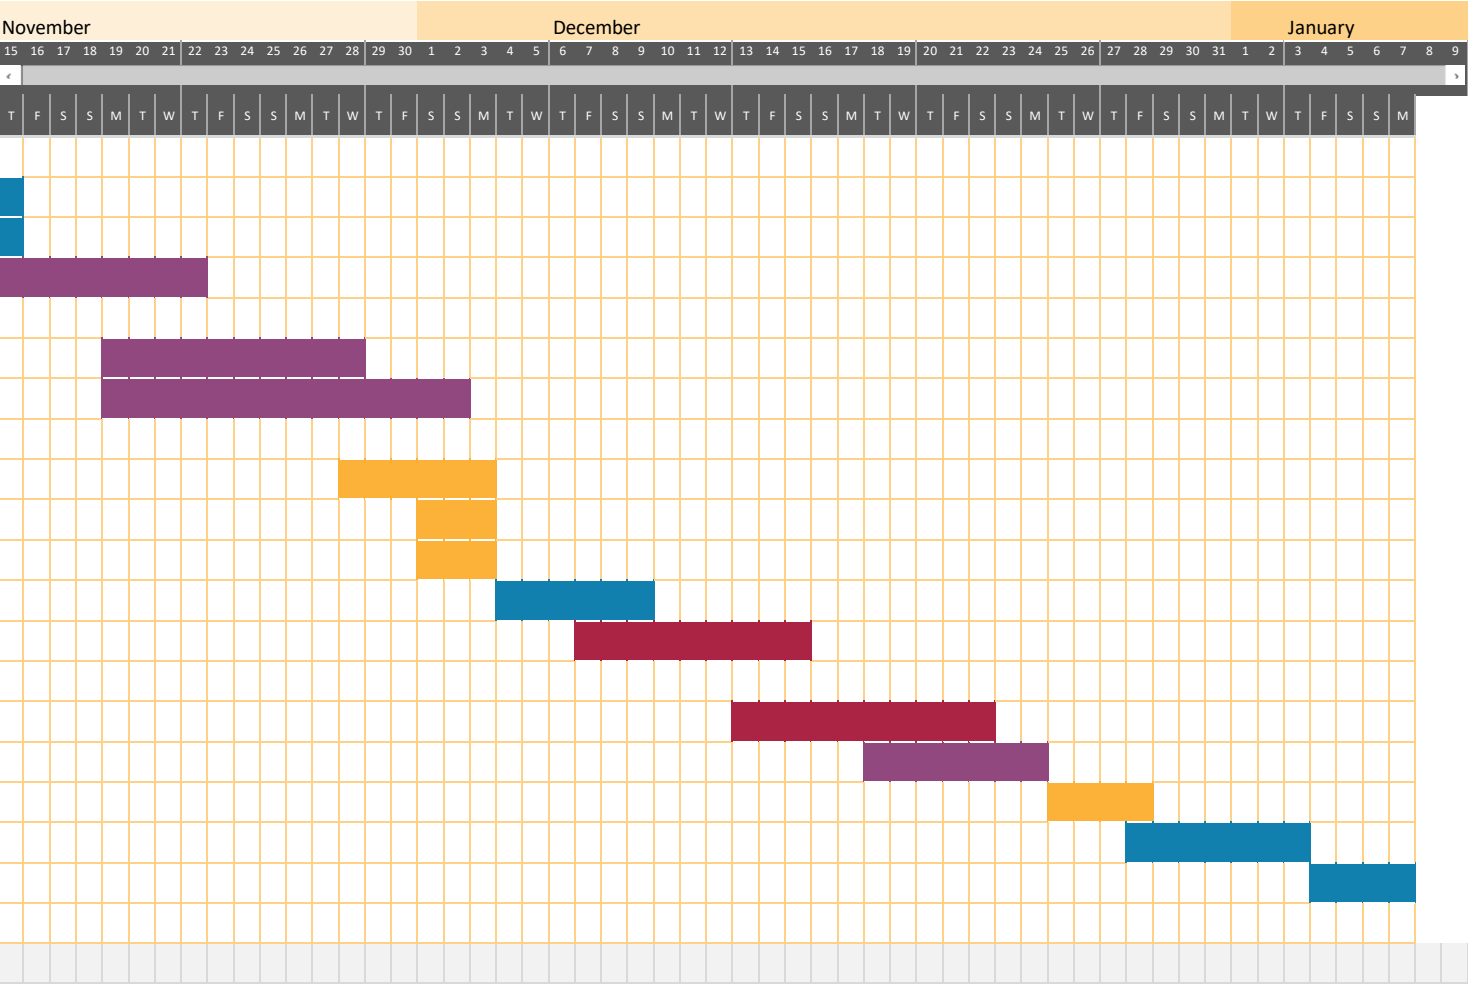 November December January
15 16 17 18 19 20 21 22 23 24 25 26 27 28 29 30 1 2 3 4 5 6 7 8 9 10 11 12 13 14 15 16 17 18 19 20 21 22 23 24 25 26 27 28 29 30 31 1 2 3 4 5 6 7 8 9
T F S S M T W T F S S M T W T F S S M T W T F S S M T W T F S S M T W T F S S M T W T F S S M T W T F S S M